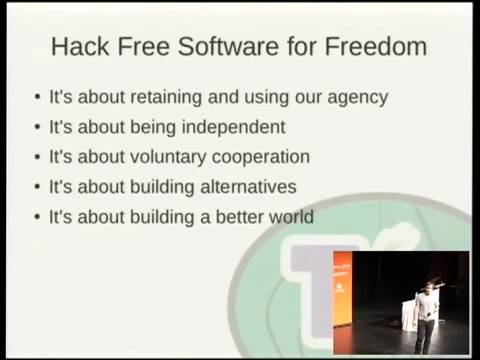 Hack Free Software for Freedom
• It's about retaining and using our agency
• It's about being independent
• It's about voluntary cooperation
• It's about building alternatives
• It's about building a better world